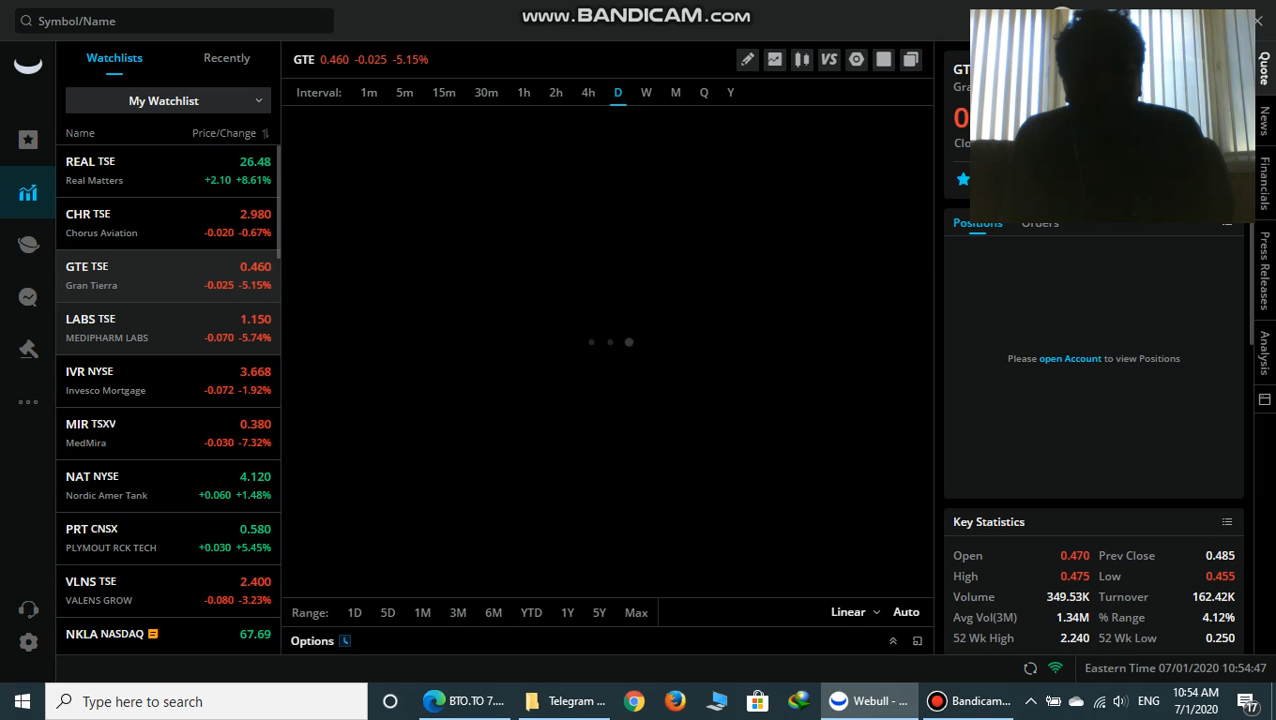 Symbol/Name
www.BANDICAM.com
Watchlists Recently
My Watchlist
Name Price/Change
REAL TSE 26.48
Real Matters +2.10 +8.61%
CHR TSE 2.980
Chorus Aviation -0.020 -0.67%
GTE TSE 0.460
Gran Tierra -0.025 -5.15%
LABS TSE 1.150
MEDIPHARM LABS -0.070 -5.74%
IVR NYSE 3.668
Invesco Mortgage -0.072 -1.92%
MIR TSXV 0.380
MedMira -0.030 -7.32%
NAT NYSE 4.120
Nordic Amer Tank +0.060 +1.48%
PRT CNSX 0.580
PLYMOUT RCK TECH +0.030 +5.45%
VLNS TSE 2.400
VALENS GROW -0.080 -3.23%
NKLA NASDAQ 67.69
GTE 0.460 -0.025 -5.15%
VS
Interval: 1m 5m 15m 30m 1h 2h 4h D W M Q Y
Range: 1D 5D 1M 3M 6M YTD 1Y 5Y Max Linear Auto
Options L
Positions Orders
Please open Account to view Positions
Key Statistics
Open 0.470 Prev Close 0.485
High 0.475 Low 0.455
Volume 349.53K Turnover 162.42K
Avg Vol(3M) 1.34M % Range 4.12%
52 Wk High 2.240 52 Wk Low 0.250
Quote
News
Financials
Press Releases
Analysis
Eastern Time 07/01/2020 10:54:47
Type here to search
BTO.TO 7....
Telegram ...
Webull - ...
Bandicam...
ENG
10:54 AM
7/1/2020
17